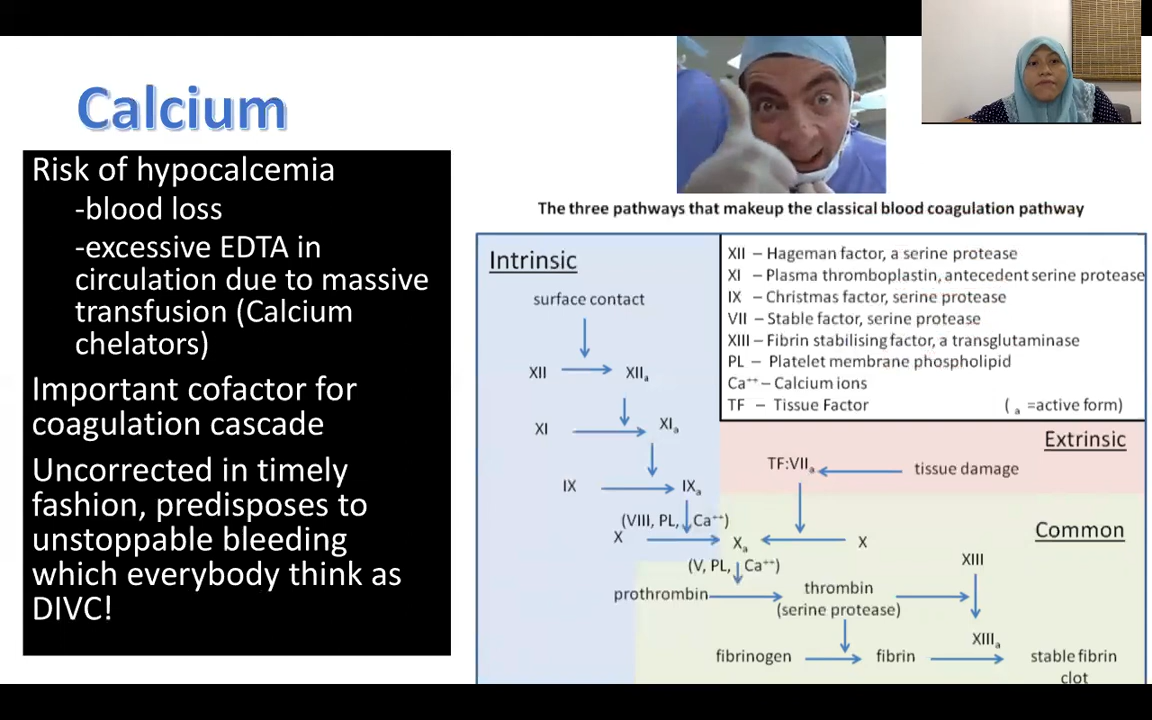 Calcium
Risk of hypocalcemia
-blood loss
-excessive EDTA in
circulation due to massive
transfusion (Calcium
chelators)
Important cofactor for
coagulation cascade
Uncorrected in timely
fashion, predisposes to
unstoppable bleeding
which everybody think as
DIVC!
The three pathways that makeup the classical blood coagulation pathway
Intrinsic
surface contact
XII XIIa
XI XIa
IX IXa
(VIII, PL, Ca⁺⁺)
X Xa X
(V, PL, Ca⁺⁺)
prothrombin thrombin
(serine protease)
fibrinogen fibrin stable fibrin
clot
XII – Hageman factor, a serine protease
XI – Plasma thromboplastin, antecedent serine protease
IX – Christmas factor, serine protease
VII – Stable factor, serine protease
XIII – Fibrin stabilising factor, a transglutaminase
PL – Platelet membrane phospholipid
Ca⁺⁺ – Calcium ions
TF – Tissue Factor ( a =active form)
Extrinsic
TF:VIIa tissue damage
Common
XIII
XIIIa